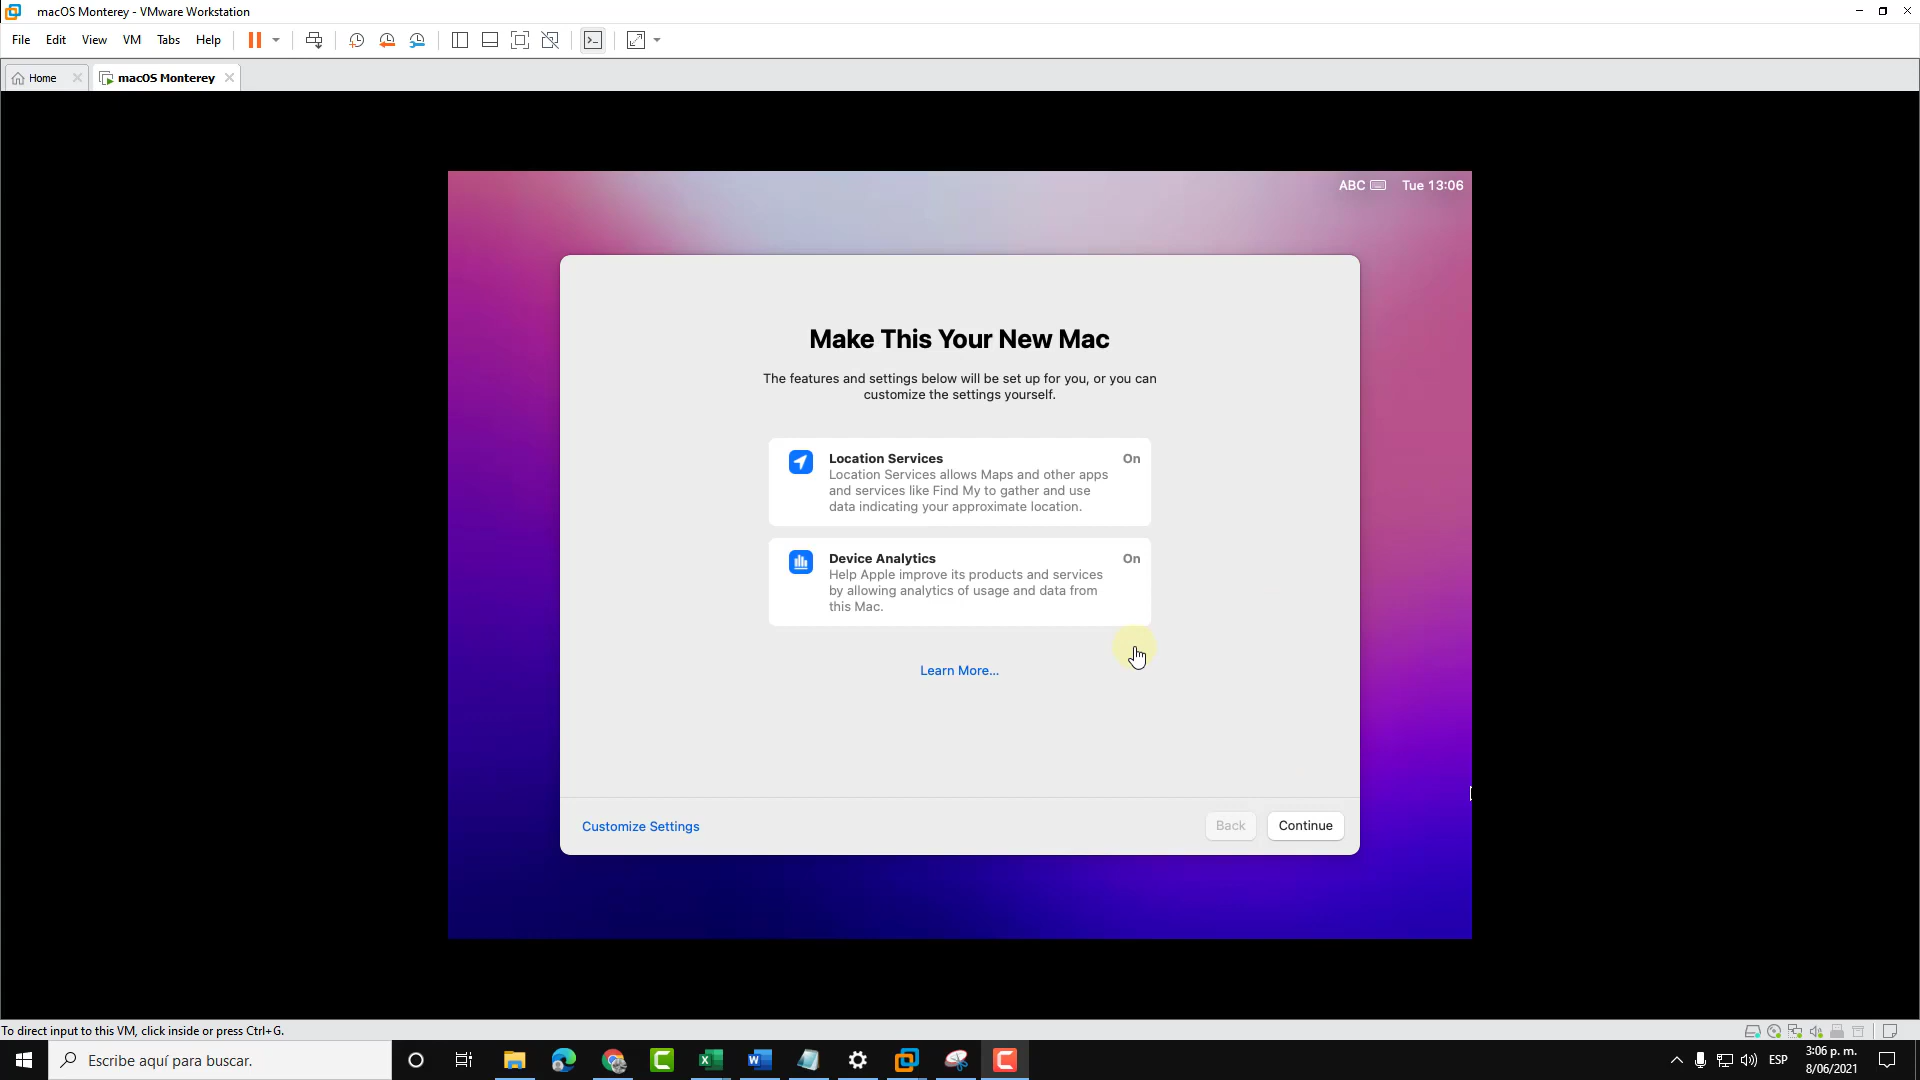 macOS Monterey - VMware Workstation
File Edit View VM Tabs Help
Home macOS Monterey
ABC Tue 13:06
Make This Your New Mac
The features and settings below will be set up for you, or you can
customize the settings yourself.
Location Services On
Location Services allows Maps and other apps
and services like Find My to gather and use
data indicating your approximate location.
Device Analytics On
Help Apple improve its products and services
by allowing analytics of usage and data from
this Mac.
Learn More...
Customize Settings Back Continue
To direct input to this VM, click inside or press Ctrl+G.
Escribe aquí para buscar.
ESP
3:06 p. m.
8/06/2021